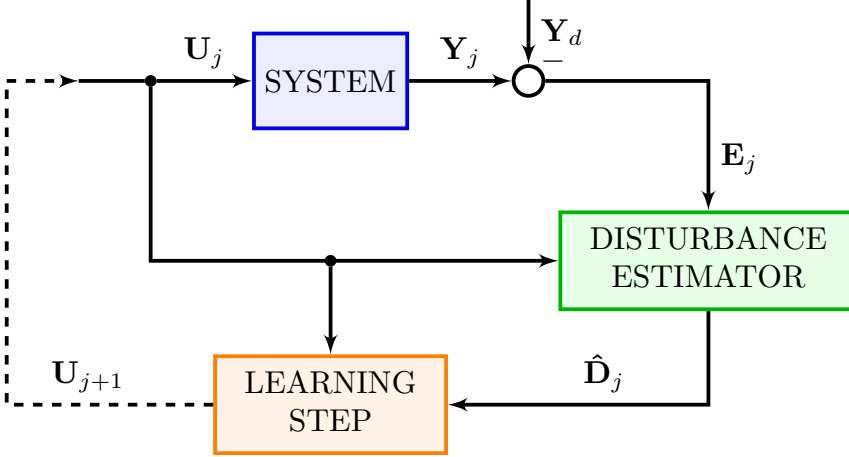 U_j
Y_j
Y_d
−
SYSTEM
E_j
DISTURBANCE
ESTIMATOR
U_{j+1}
LEARNING
STEP
D̂_j